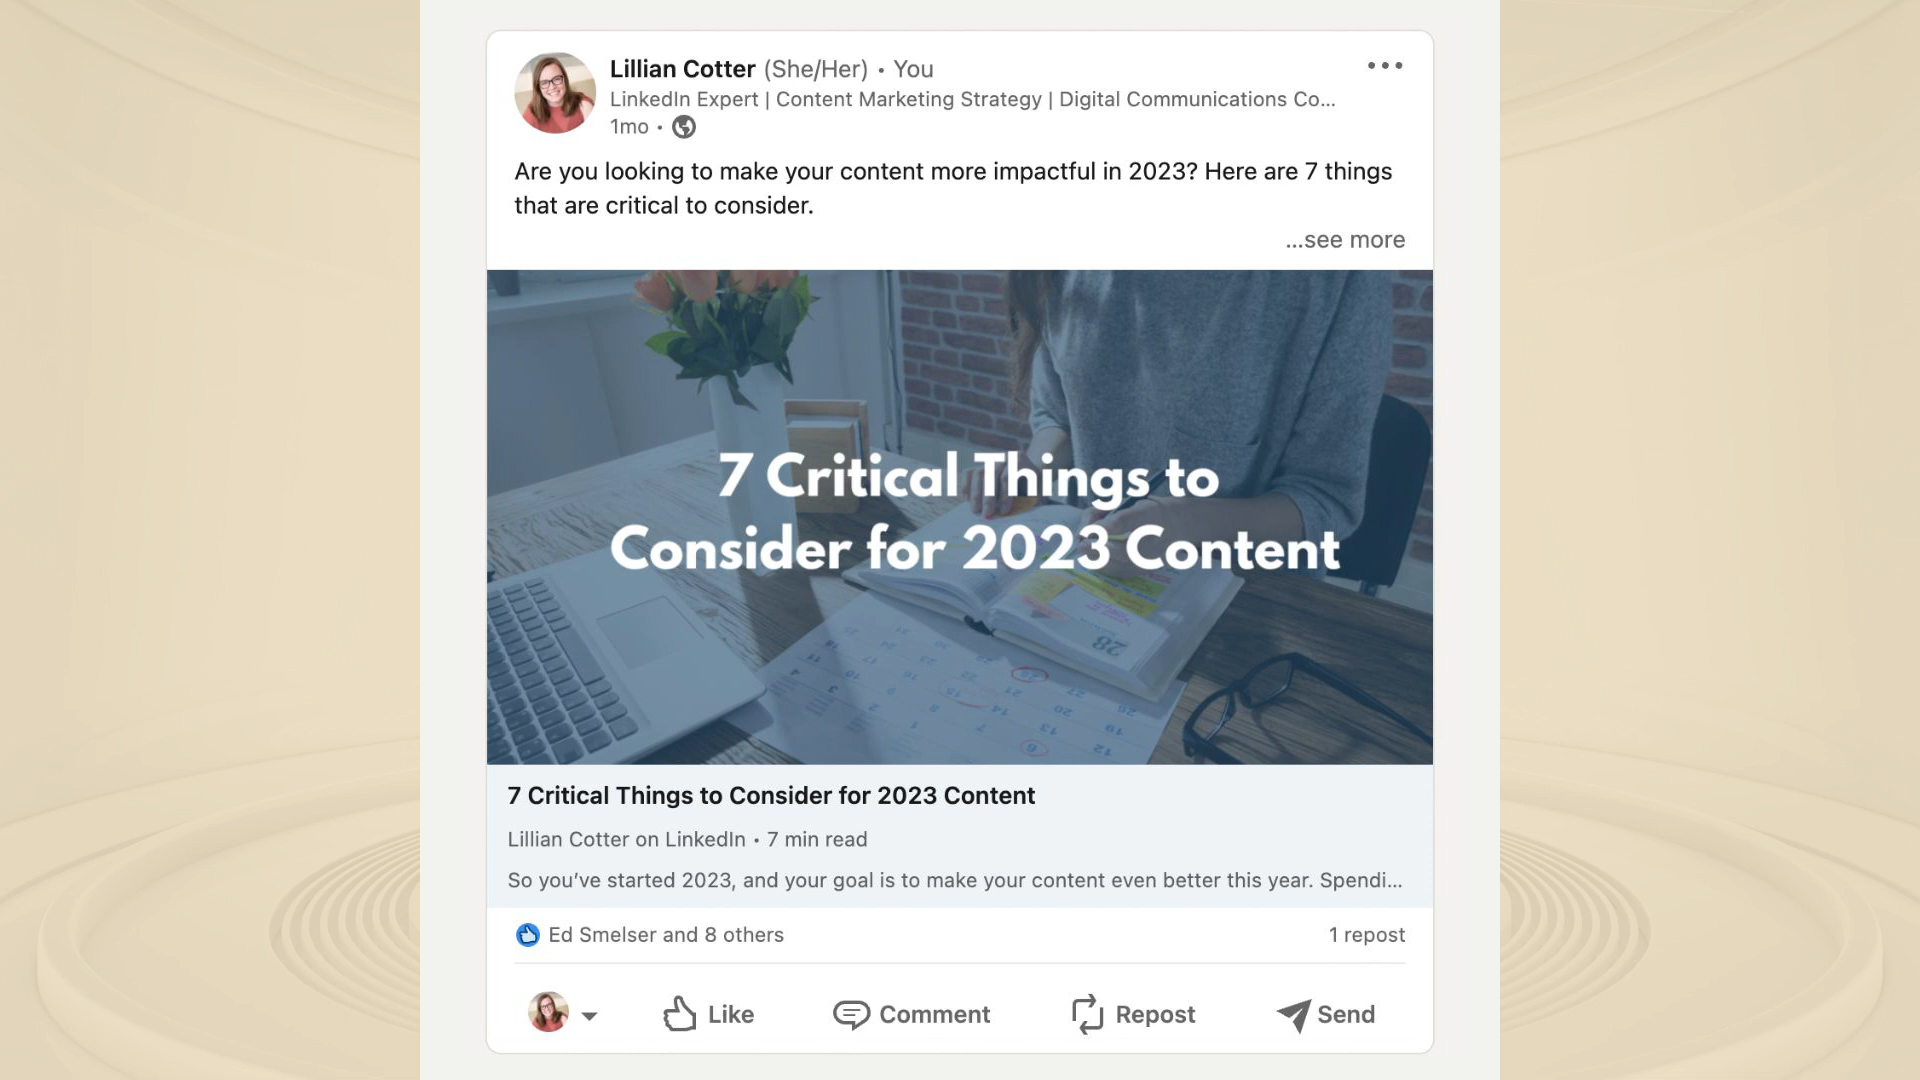 Lillian Cotter (She/Her) • You
LinkedIn Expert | Content Marketing Strategy | Digital Communications Co...
1mo •
Are you looking to make your content more impactful in 2023? Here are 7 things
that are critical to consider.
...see more
7 Critical Things to
Consider for 2023 Content
7 Critical Things to Consider for 2023 Content
Lillian Cotter on LinkedIn • 7 min read
So you've started 2023, and your goal is to make your content even better this year. Spendi...
Ed Smelser and 8 others
1 repost
Like
Comment
Repost
Send